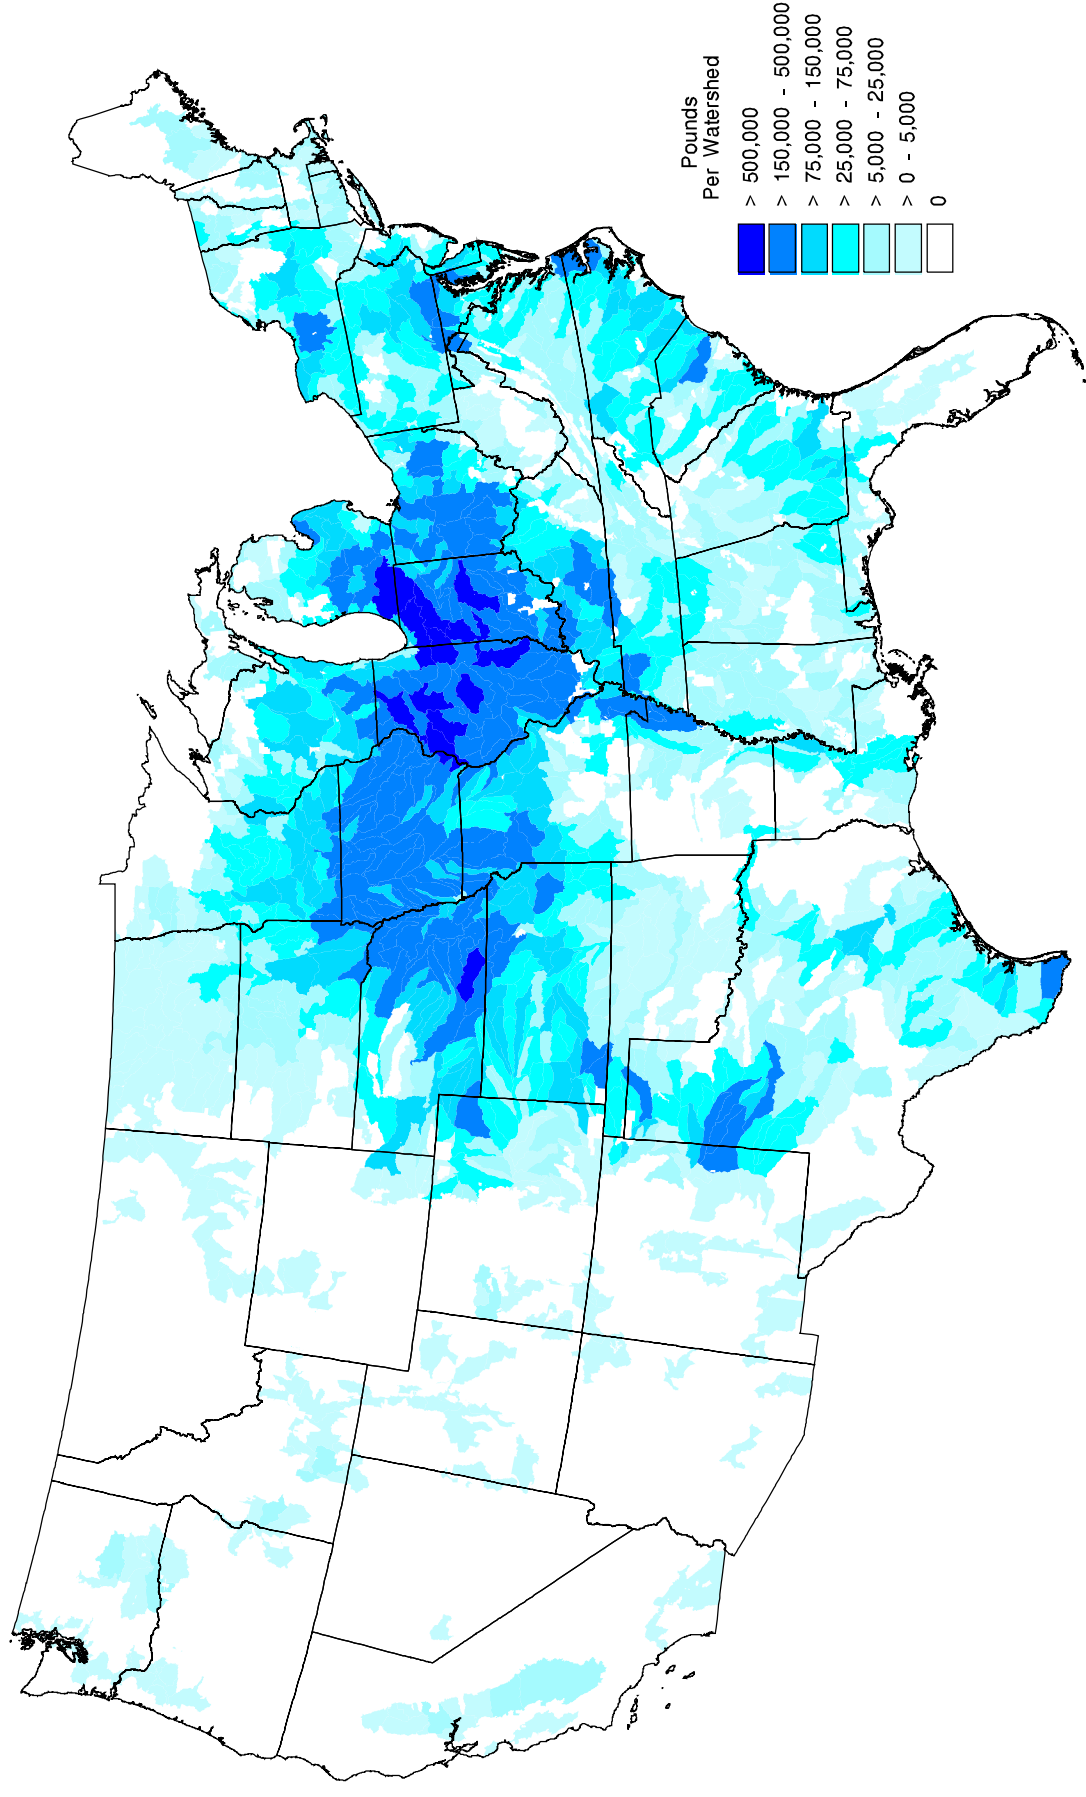 Pounds
Per Watershed
> 500,000
> 150,000 - 500,000
> 75,000 - 150,000
> 25,000 - 75,000
> 5,000 - 25,000
> 0 - 5,000
0